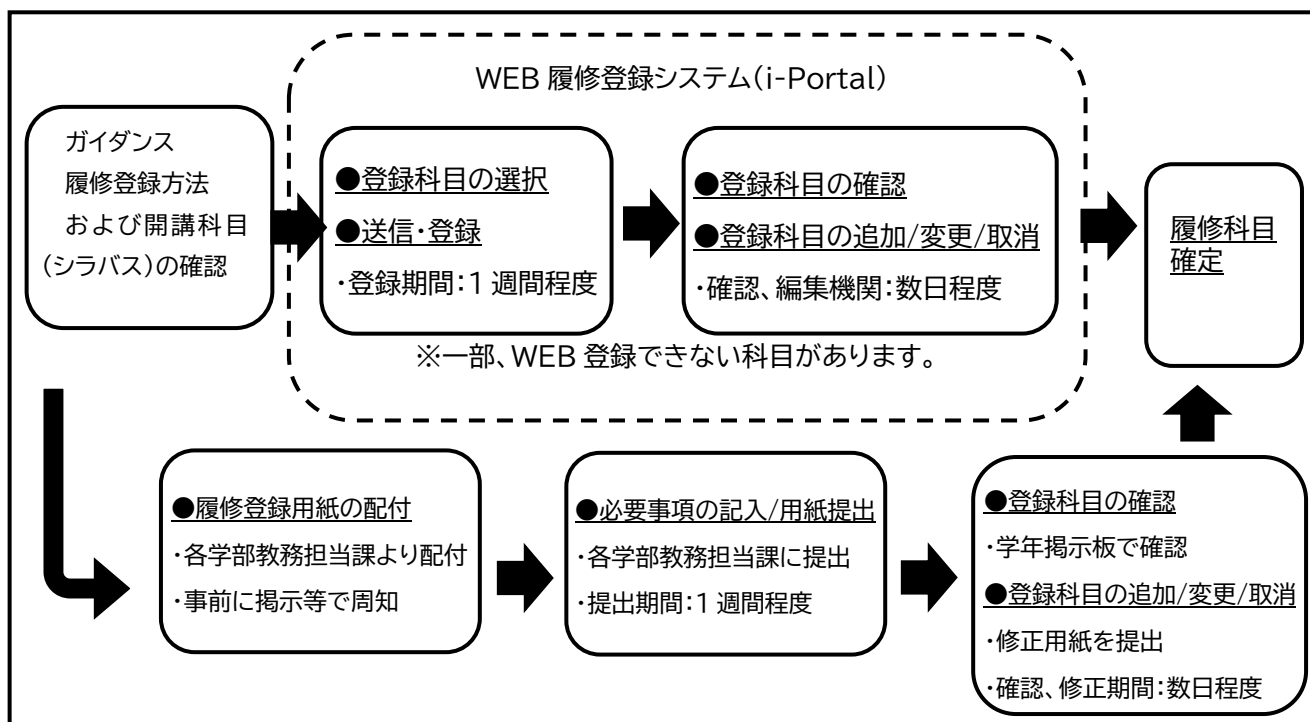 WEB 履修登録システム(i-Portal)
ガイダンス
履修登録方法
および開講科目
(シラバス)の確認
●登録科目の選択
●送信・登録
・登録期間:1 週間程度
●登録科目の確認
●登録科目の追加/変更/取消
・確認、編集機関:数日程度
※一部、WEB 登録できない科目があります。
履修科目
確定
●履修登録用紙の配付
・各学部教務担当課より配付
・事前に掲示等で周知
●必要事項の記入/用紙提出
・各学部教務担当課に提出
・提出期間:1 週間程度
●登録科目の確認
・学年掲示板で確認
●登録科目の追加/変更/取消
・修正用紙を提出
・確認、修正期間:数日程度